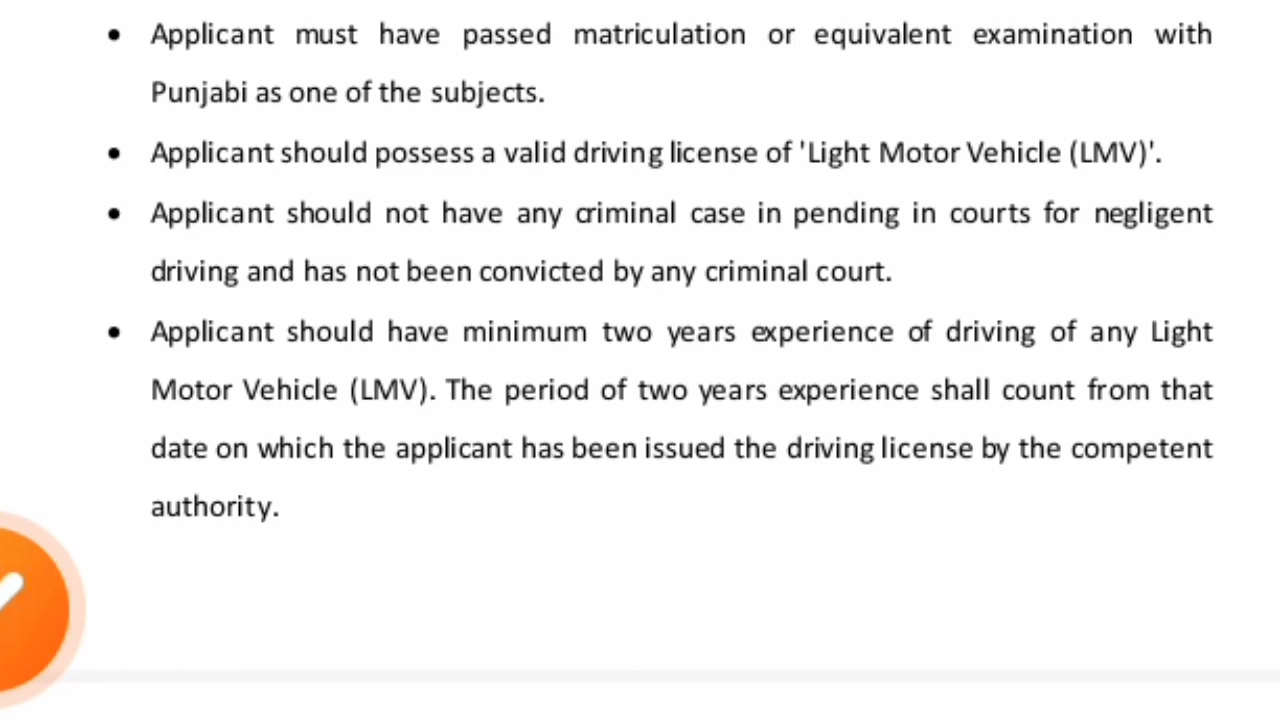 • Applicant must have passed matriculation or equivalent examination with
Punjabi as one of the subjects.
• Applicant should possess a valid driving license of 'Light Motor Vehicle (LMV)'.
• Applicant should not have any criminal case in pending in courts for negligent
driving and has not been convicted by any criminal court.
• Applicant should have minimum two years experience of driving of any Light
Motor Vehicle (LMV). The period of two years experience shall count from that
date on which the applicant has been issued the driving license by the competent
authority.